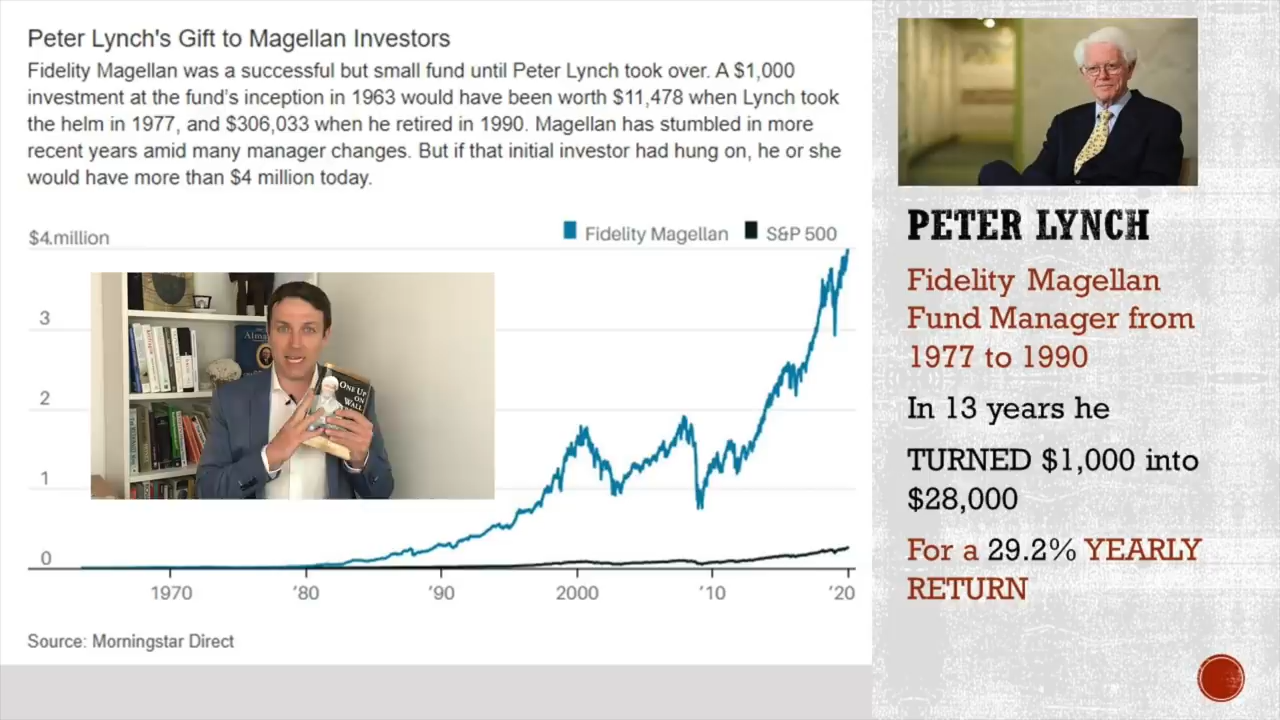 Peter Lynch's Gift to Magellan Investors
Fidelity Magellan was a successful but small fund until Peter Lynch took over. A $1,000
investment at the fund's inception in 1963 would have been worth $11,478 when Lynch took
the helm in 1977, and $306,033 when he retired in 1990. Magellan has stumbled in more
recent years amid many manager changes. But if that initial investor had hung on, he or she
would have more than $4 million today.
$4.million
Fidelity Magellan
S&P 500
3
2
1
0
1970
'80
'90
2000
'10
'20
Source: Morningstar Direct
ONE UP
ON
WALL
PETER LYNCH
Fidelity Magellan
Fund Manager from
1977 to 1990
In 13 years he
TURNED $1,000 into
$28,000
For a 29.2% YEARLY
RETURN